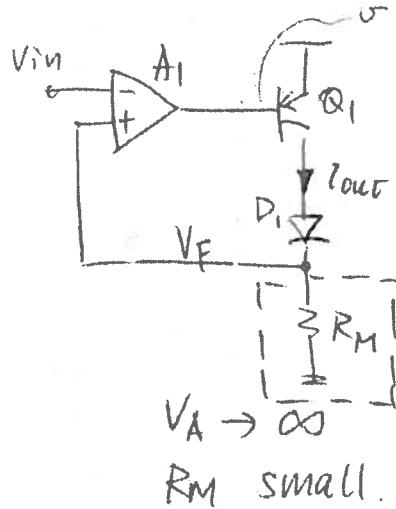 Vin
A1
-
+
Q1
Iout
D1
VF
RM
VA → ∞
RM small.